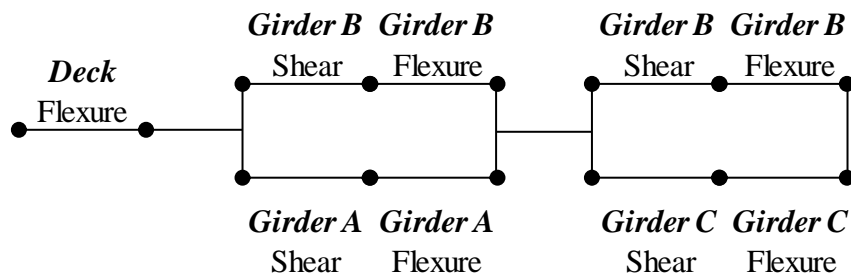 Girder B Girder B Girder B Girder B
Shear Flexure Shear Flexure
Deck
Flexure
Girder A Girder A Girder C Girder C
Shear Flexure Shear Flexure